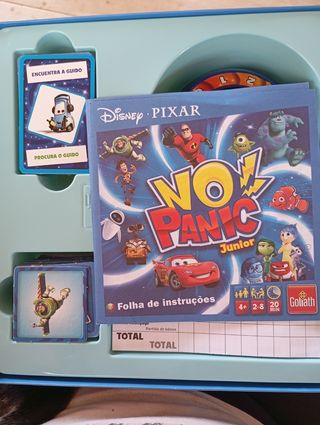 ENCUENTRA A GUIDO
PROCURA O GUIDO
Disney · PIXAR
NO
PANIC
Junior
Folha de instruções
4+
2-8
20
MIN
Goliath
TOTAL
TOTAL